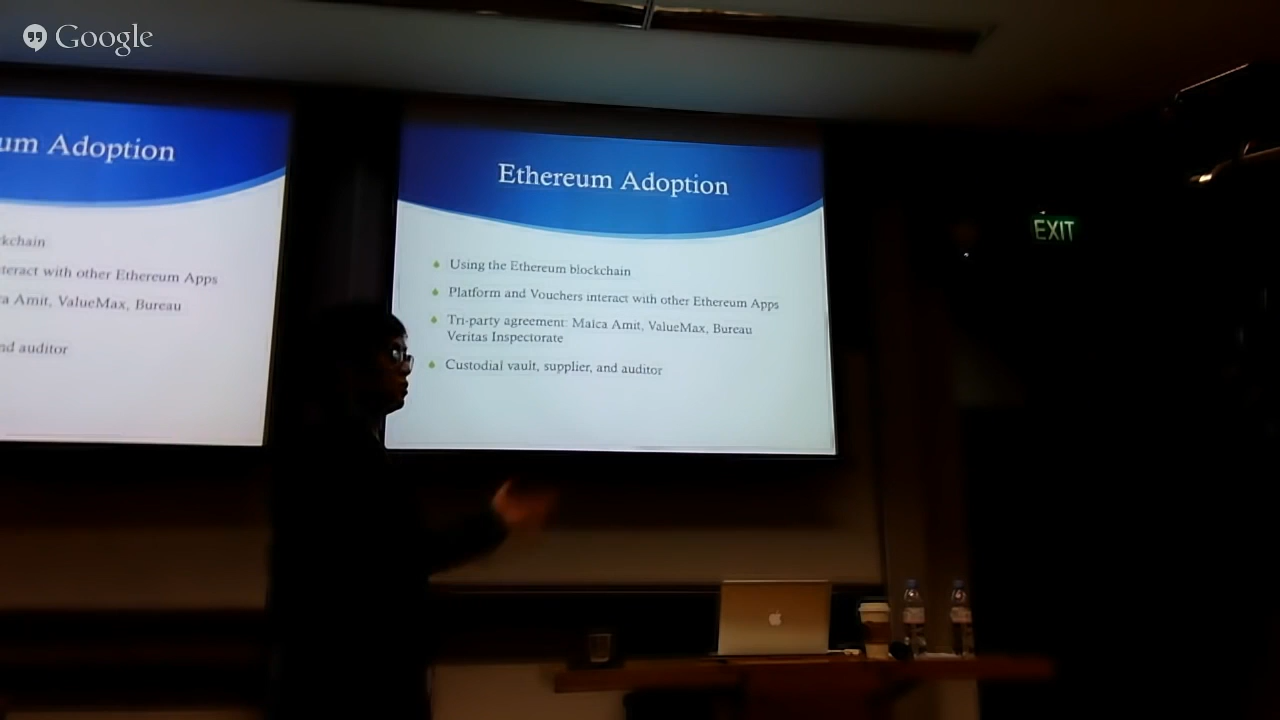 Google
um Adoption
kchain
teract with other Ethereum Apps
a Amit, ValueMax, Bureau
nd auditor
Ethereum Adoption
Using the Ethereum blockchain
Platform and Vouchers interact with other Ethereum Apps
Tri-party agreement: Malca Amit, ValueMax, Bureau
Veritas Inspectorate
Custodial vault, supplier, and auditor
EXIT